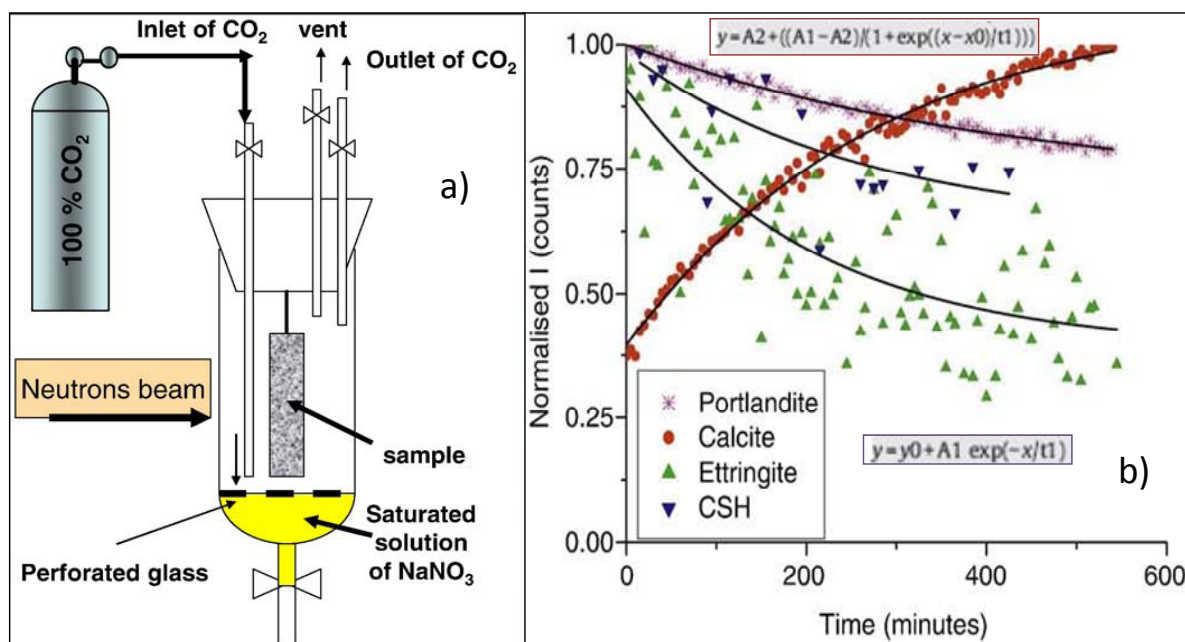 Inlet of CO2
vent
Outlet of CO2
100 % CO2
a)
Neutrons beam
sample
Saturated
solution
of NaNO3
Perforated glass
y=A2+((A1−A2)/(1+exp((x−x0)/t1)))
1.00
0.75
0.50
0.25
0.00
Normalised I (counts)
Portlandite
Calcite
Ettringite
CSH
y=y0+A1 exp(−x/t1)
b)
0
200
400
600
Time (minutes)